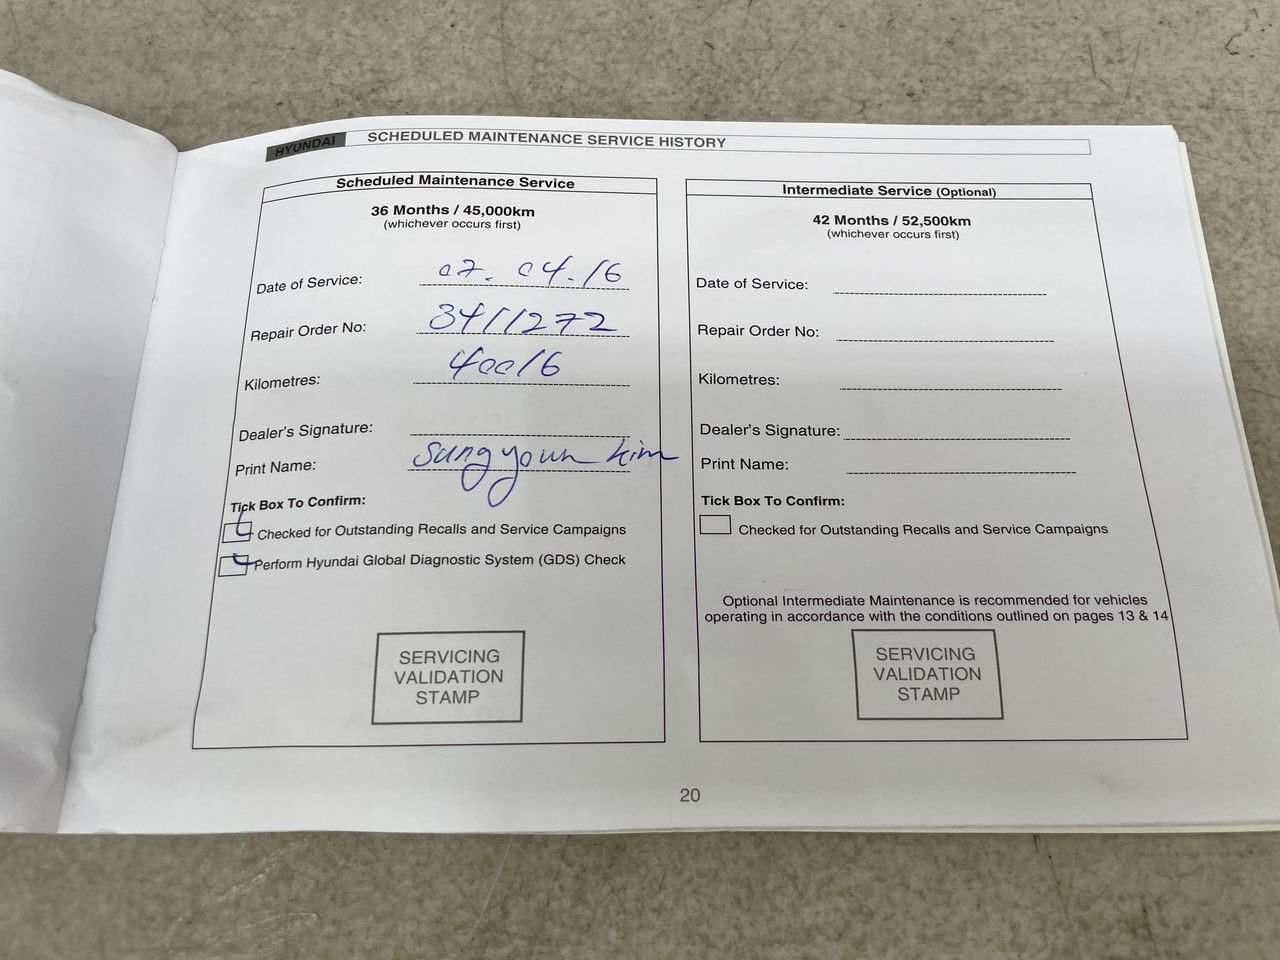 HYUNDAI SCHEDULED MAINTENANCE SERVICE HISTORY
Scheduled Maintenance Service
36 Months / 45,000km
(whichever occurs first)
Date of Service: 07.04.16
Repair Order No: 3411272
Kilometres: 40016
Dealer's Signature:
Print Name: Sungyoun kim
Tick Box To Confirm:
Checked for Outstanding Recalls and Service Campaigns
Perform Hyundai Global Diagnostic System (GDS) Check
SERVICING
VALIDATION
STAMP
Intermediate Service (Optional)
42 Months / 52,500km
(whichever occurs first)
Date of Service:
Repair Order No:
Kilometres:
Dealer's Signature:
Print Name:
Tick Box To Confirm:
Checked for Outstanding Recalls and Service Campaigns
Optional Intermediate Maintenance is recommended for vehicles
operating in accordance with the conditions outlined on pages 13 & 14
SERVICING
VALIDATION
STAMP
20